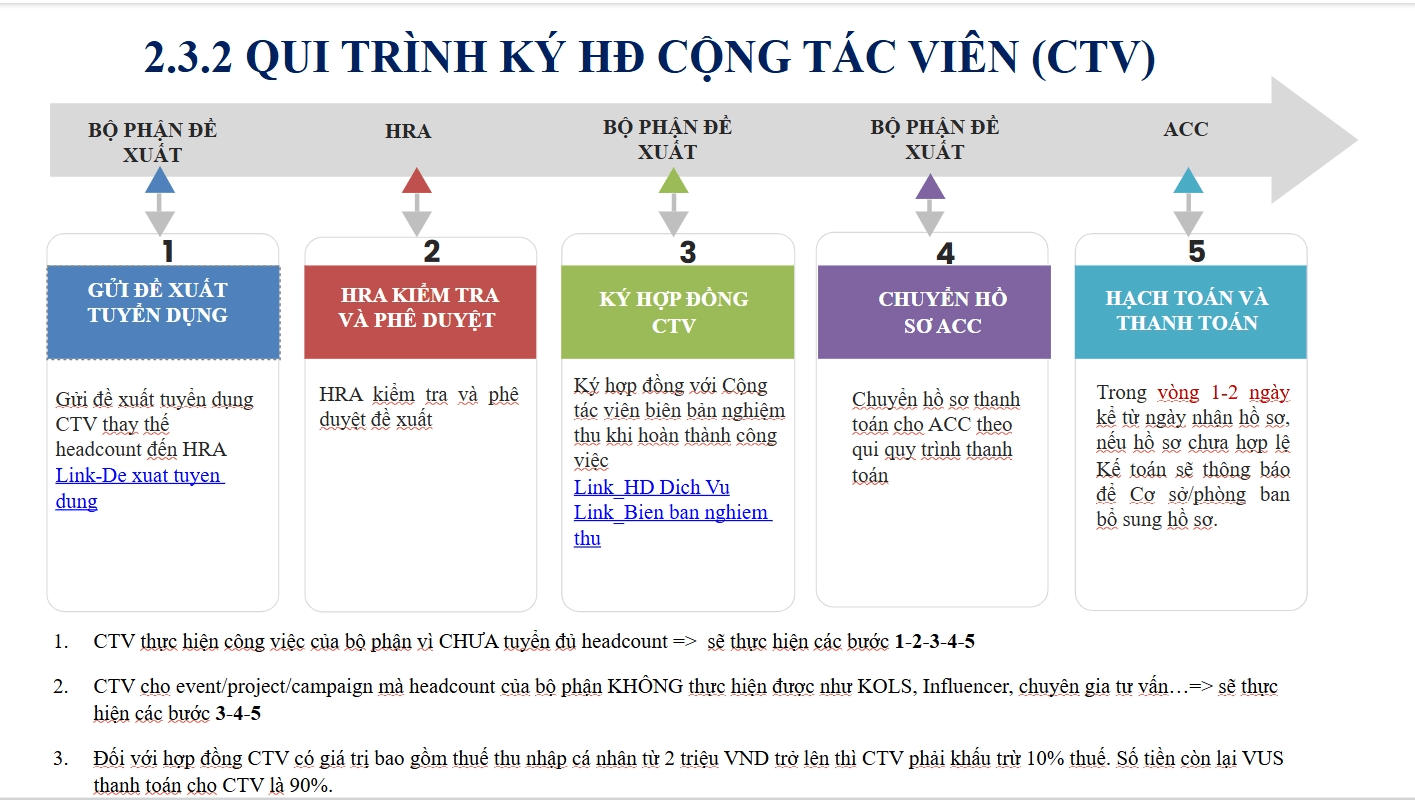 2.3.2 QUI TRÌNH KÝ HĐ CỘNG TÁC VIÊN (CTV)
BỘ PHẬN ĐỀ
XUẤT
HRA
BỘ PHẬN ĐỀ
XUẤT
BỘ PHẬN ĐỀ
XUẤT
ACC
1
GỬI ĐỀ XUẤT
TUYỂN DỤNG
Gửi đề xuất tuyển dụng
CTV thay thế
headcount đến HRA
Link-De xuat tuyen
dung
2
HRA KIỂM TRA
VÀ PHÊ DUYỆT
HRA kiểm tra và phê
duyệt đề xuất
3
KÝ HỢP ĐỒNG
CTV
Ký hợp đồng với Cộng
tác viên biên bản nghiệm
thu khi hoàn thành công
việc
Link_HD Dich Vu
Link_Bien ban nghiem
thu
4
CHUYỂN HỒ
SƠ ACC
Chuyển hồ sơ thanh
toán cho ACC theo
qui quy trình thanh
toán
5
HẠCH TOÁN VÀ
THANH TOÁN
Trong vòng 1-2 ngày
kể từ ngày nhận hồ sơ,
nếu hồ sơ chưa hợp lệ
Kế toán sẽ thông báo
để Cơ sở/phòng ban
bổ sung hồ sơ.
1. CTV thực hiện công việc của bộ phận vì CHƯA tuyển đủ headcount => sẽ thực hiện các bước 1-2-3-4-5
2. CTV cho event/project/campaign mà headcount của bộ phận KHÔNG thực hiện được như KOLS, Influencer, chuyên gia tư vấn…=> sẽ thực
hiện các bước 3-4-5
3. Đối với hợp đồng CTV có giá trị bao gồm thuế thu nhập cá nhân từ 2 triệu VND trở lên thì CTV phải khấu trừ 10% thuế. Số tiền còn lại VUS
thanh toán cho CTV là 90%.